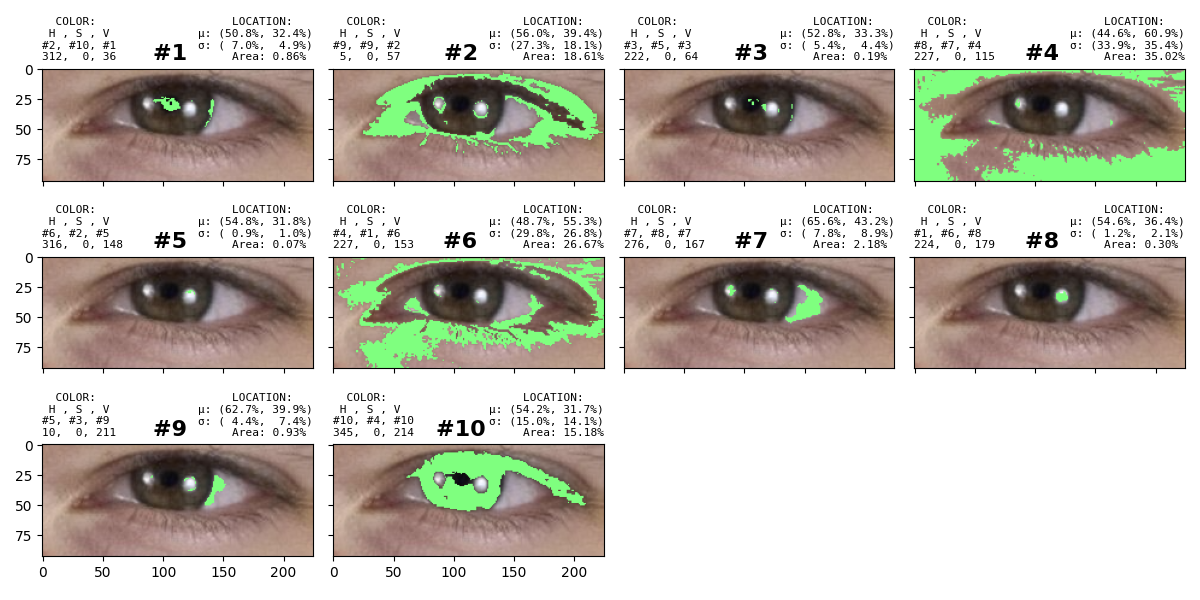 COLOR: LOCATION:
H , S , V μ: (50.8%, 32.4%)
#2, #10, #1 #1 σ: ( 7.0%, 4.9%)
312, 0, 36 Area: 0.86%
COLOR: LOCATION:
H , S , V μ: (56.0%, 39.4%)
#9, #9, #2 #2 σ: (27.3%, 18.1%)
5, 0, 57 Area: 18.61%
COLOR: LOCATION:
H , S , V μ: (52.8%, 33.3%)
#3, #5, #3 #3 σ: ( 5.4%, 4.4%)
222, 0, 64 Area: 0.19%
COLOR: LOCATION:
H , S , V μ: (44.6%, 60.9%)
#8, #7, #4 #4 σ: (33.9%, 35.4%)
227, 0, 115 Area: 35.02%
0
25
50
75
COLOR: LOCATION:
H , S , V μ: (54.8%, 31.8%)
#6, #2, #5 #5 σ: ( 0.9%, 1.0%)
316, 0, 148 Area: 0.07%
COLOR: LOCATION:
H , S , V μ: (48.7%, 55.3%)
#4, #1, #6 #6 σ: (29.8%, 26.8%)
227, 0, 153 Area: 26.67%
COLOR: LOCATION:
H , S , V μ: (65.6%, 43.2%)
#7, #8, #7 #7 σ: ( 7.8%, 8.9%)
276, 0, 167 Area: 2.18%
COLOR: LOCATION:
H , S , V μ: (54.6%, 36.4%)
#1, #6, #8 #8 σ: ( 1.2%, 2.1%)
224, 0, 179 Area: 0.30%
0
25
50
75
COLOR: LOCATION:
H , S , V μ: (62.7%, 39.9%)
#5, #3, #9 #9 σ: ( 4.4%, 7.4%)
10, 0, 211 Area: 0.93%
COLOR: LOCATION:
H , S , V μ: (54.2%, 31.7%)
#10, #4, #10 #10 σ: (15.0%, 14.1%)
345, 0, 214 Area: 15.18%
0
25
50
75
0 50 100 150 200
0 50 100 150 200